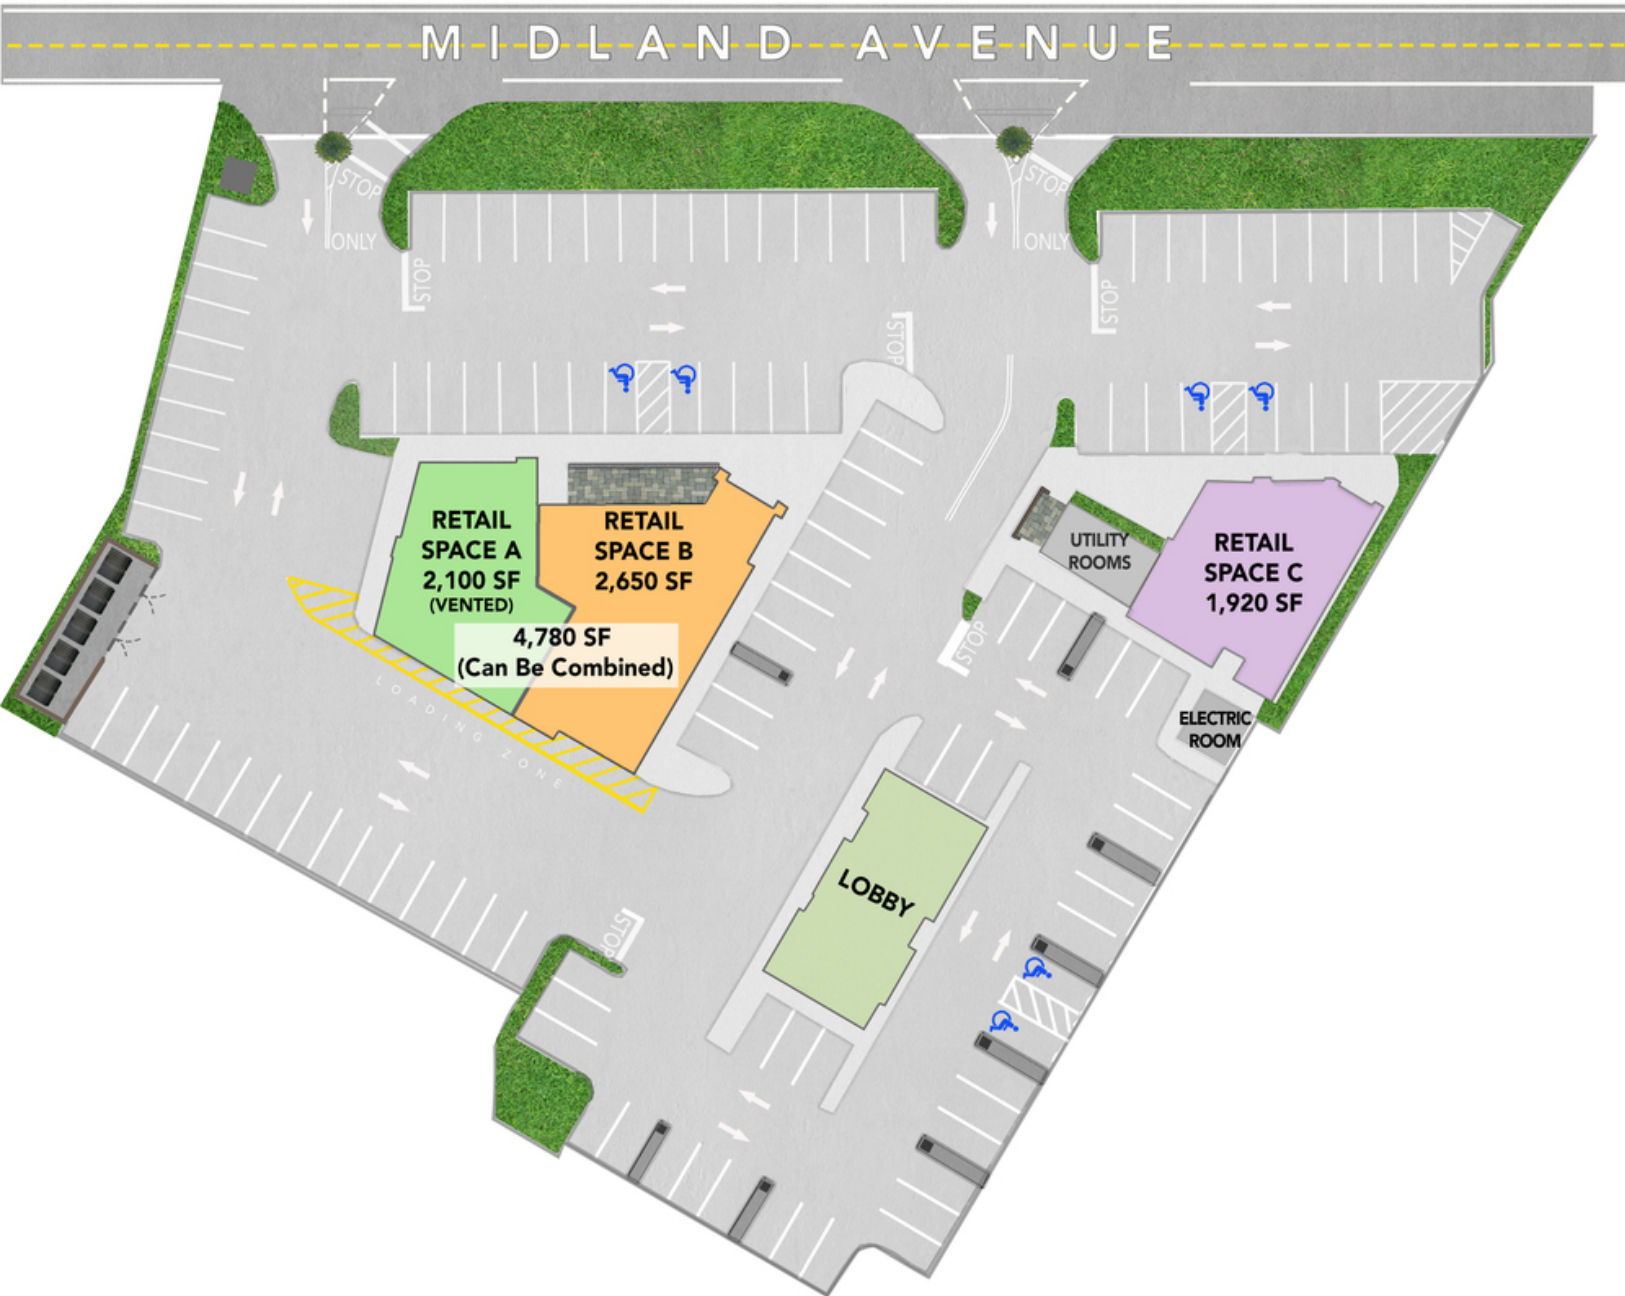 MIDLAND AVENUE
STOP
ONLY
STOP
ONLY
STOP
STOP
STOP
RETAIL
SPACE A
2,100 SF
(VENTED)
RETAIL
SPACE B
2,650 SF
4,780 SF
(Can Be Combined)
UTILITY
ROOMS
RETAIL
SPACE C
1,920 SF
STOP
LOADING ZONE
ELECTRIC
ROOM
LOBBY
STOP